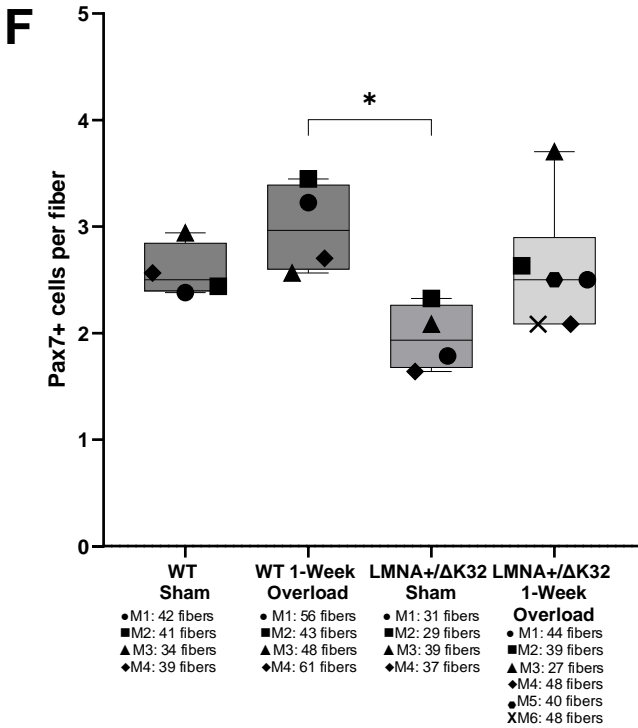 F
Pax7+ cells per fiber
5
4
3
2
1
0
*
WT
Sham
●M1: 42 fibers
■M2: 41 fibers
▲M3: 34 fibers
◆M4: 39 fibers
WT 1-Week
Overload
●M1: 56 fibers
■M2: 43 fibers
▲M3: 48 fibers
◆M4: 61 fibers
LMNA+/ΔK32
Sham
●M1: 31 fibers
■M2: 29 fibers
▲M3: 39 fibers
◆M4: 37 fibers
LMNA+/ΔK32
1-Week
Overload
●M1: 44 fibers
■M2: 39 fibers
▲M3: 27 fibers
◆M4: 48 fibers
⬣M5: 40 fibers
XM6: 48 fibers